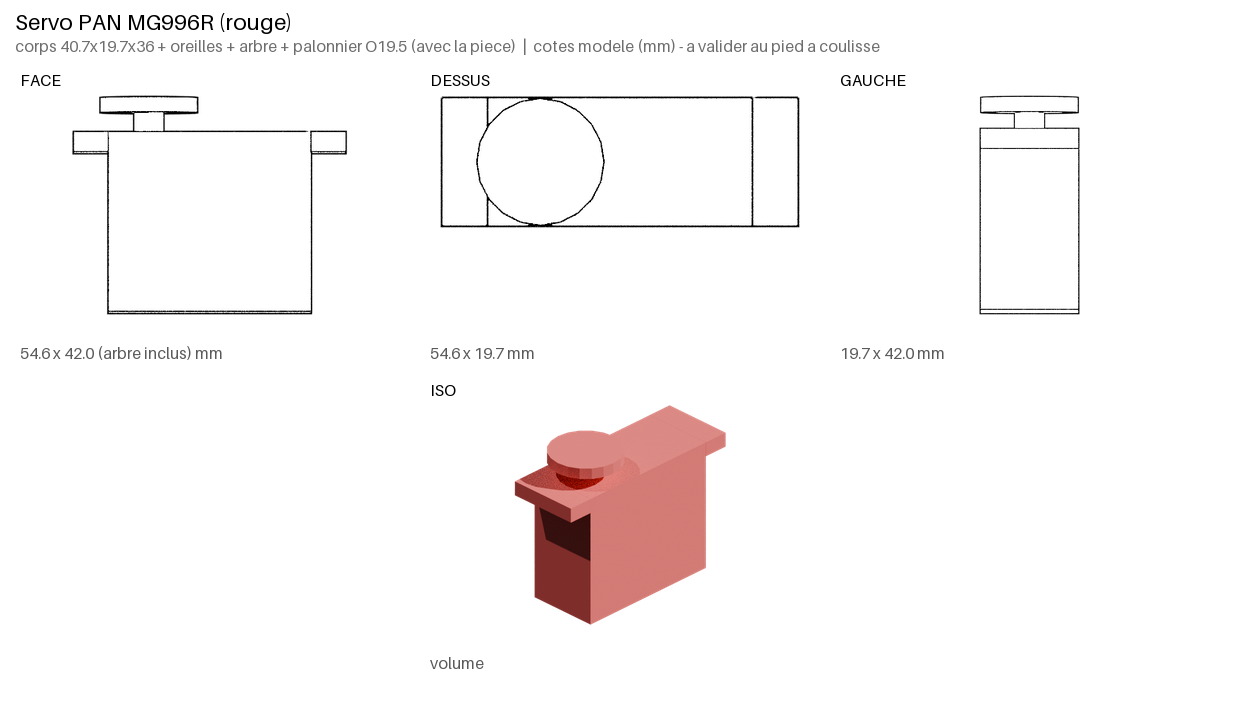 Servo PAN MG996R (rouge)
corps 40.7x19.7x36 + oreilles + arbre + palonnier O19.5 (avec la piece) | cotes modele (mm) - a valider au pied a coulisse
FACE
DESSUS
GAUCHE
54.6 x 42.0 (arbre inclus) mm
54.6 x 19.7 mm
19.7 x 42.0 mm
ISO
volume